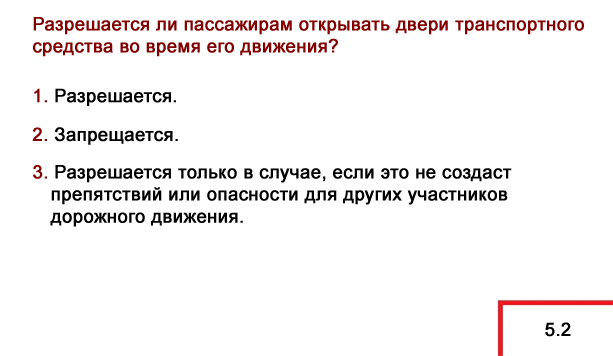 Разрешается ли пассажирам открывать двери транспортного
средства во время его движения?
1. Разрешается.
2. Запрещается.
3. Разрешается только в случае, если это не создаст
препятствий или опасности для других участников
дорожного движения.
5.2